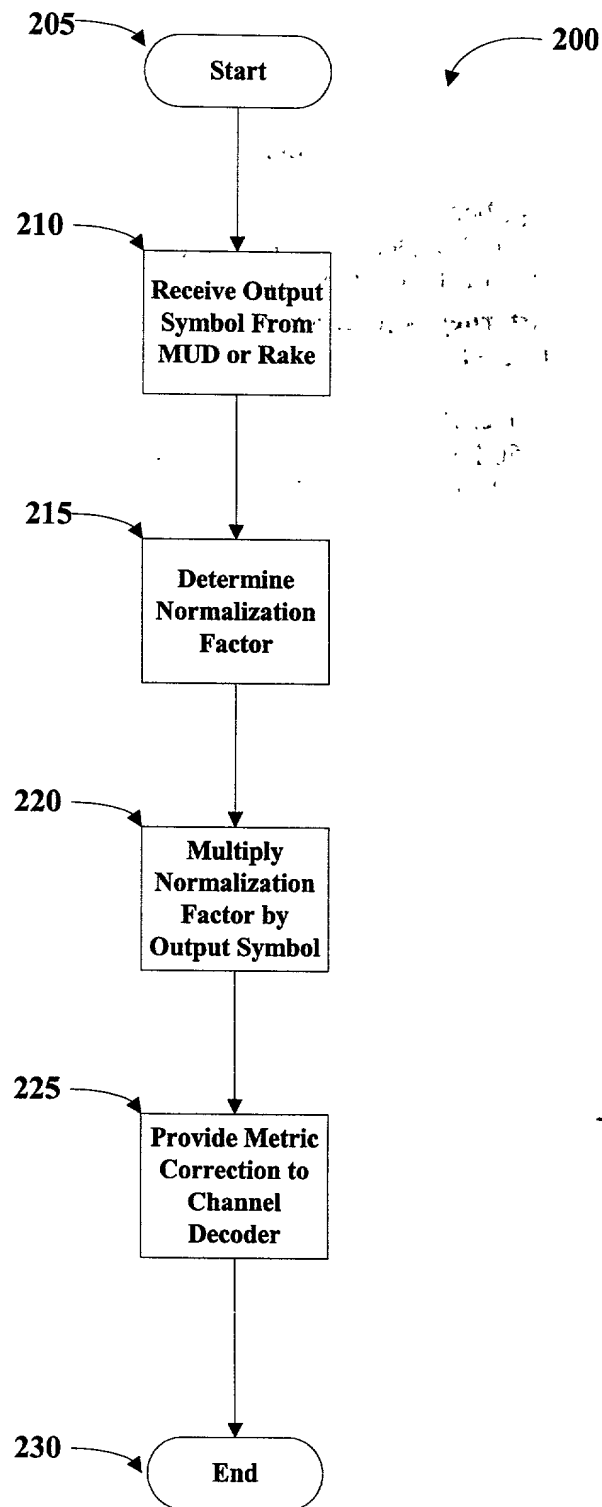 205
Start
200
210
Receive Output
Symbol From
MUD or Rake
215
Determine
Normalization
Factor
220
Multiply
Normalization
Factor by
Output Symbol
225
Provide Metric
Correction to
Channel
Decoder
230
End